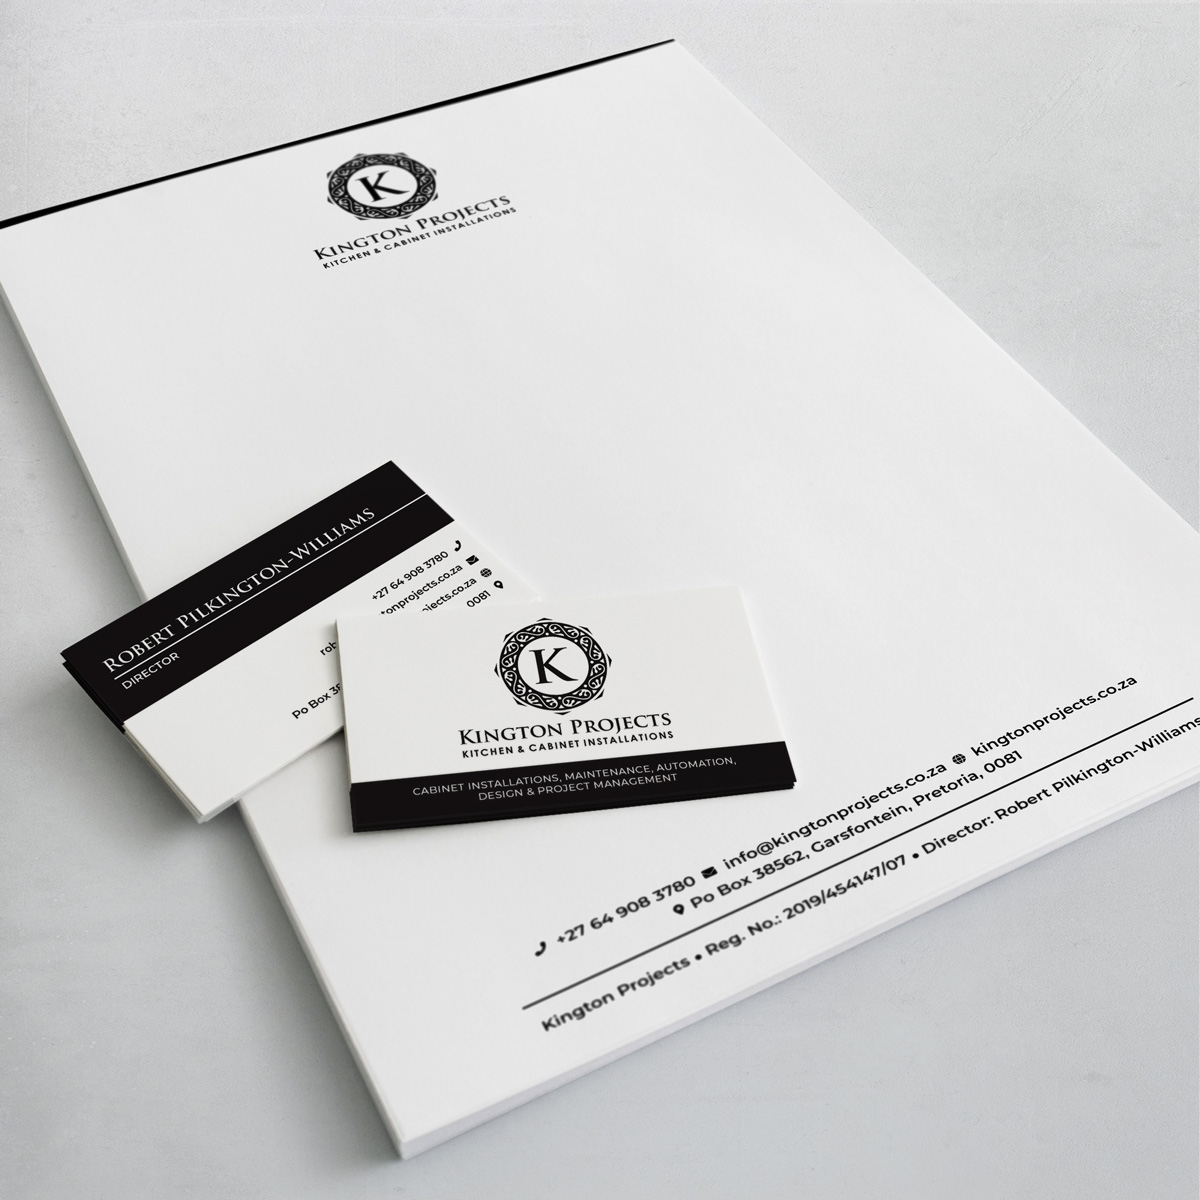 K
KINGTON PROJECTS
KITCHEN & CABINET INSTALLATIONS
ROBERT PILKINGTON-WILLIAMS
DIRECTOR
+27 64 908 3780
0081
Po Box
K
KINGTON PROJECTS
KITCHEN & CABINET INSTALLATIONS
CABINET INSTALLATIONS, MAINTENANCE, AUTOMATION,
DESIGN & PROJECT MANAGEMENT
+27 64 908 3780 info@kingtonprojects.co.za kingtonprojects.co.za
Po Box 38562, Garsfontein, Pretoria, 0081
Kington Projects • Reg. No.: 2019/454147/07 • Director: Robert Pilkington-Williams